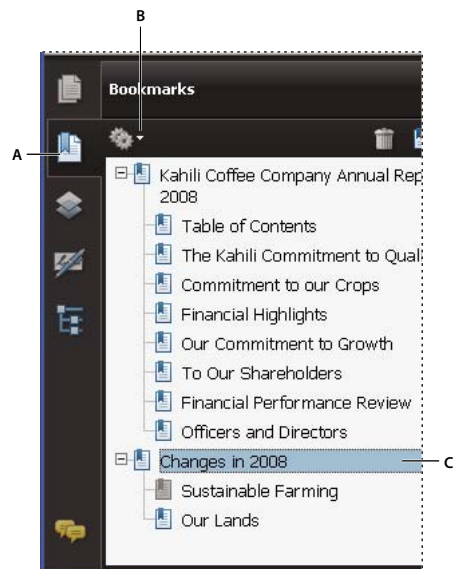 B
Bookmarks
A
Kahili Coffee Company Annual Rep
2008
Table of Contents
The Kahili Commitment to Qual
Commitment to our Crops
Financial Highlights
Our Commitment to Growth
To Our Shareholders
Financial Performance Review
Officers and Directors
Changes in 2008
C
Sustainable Farming
Our Lands